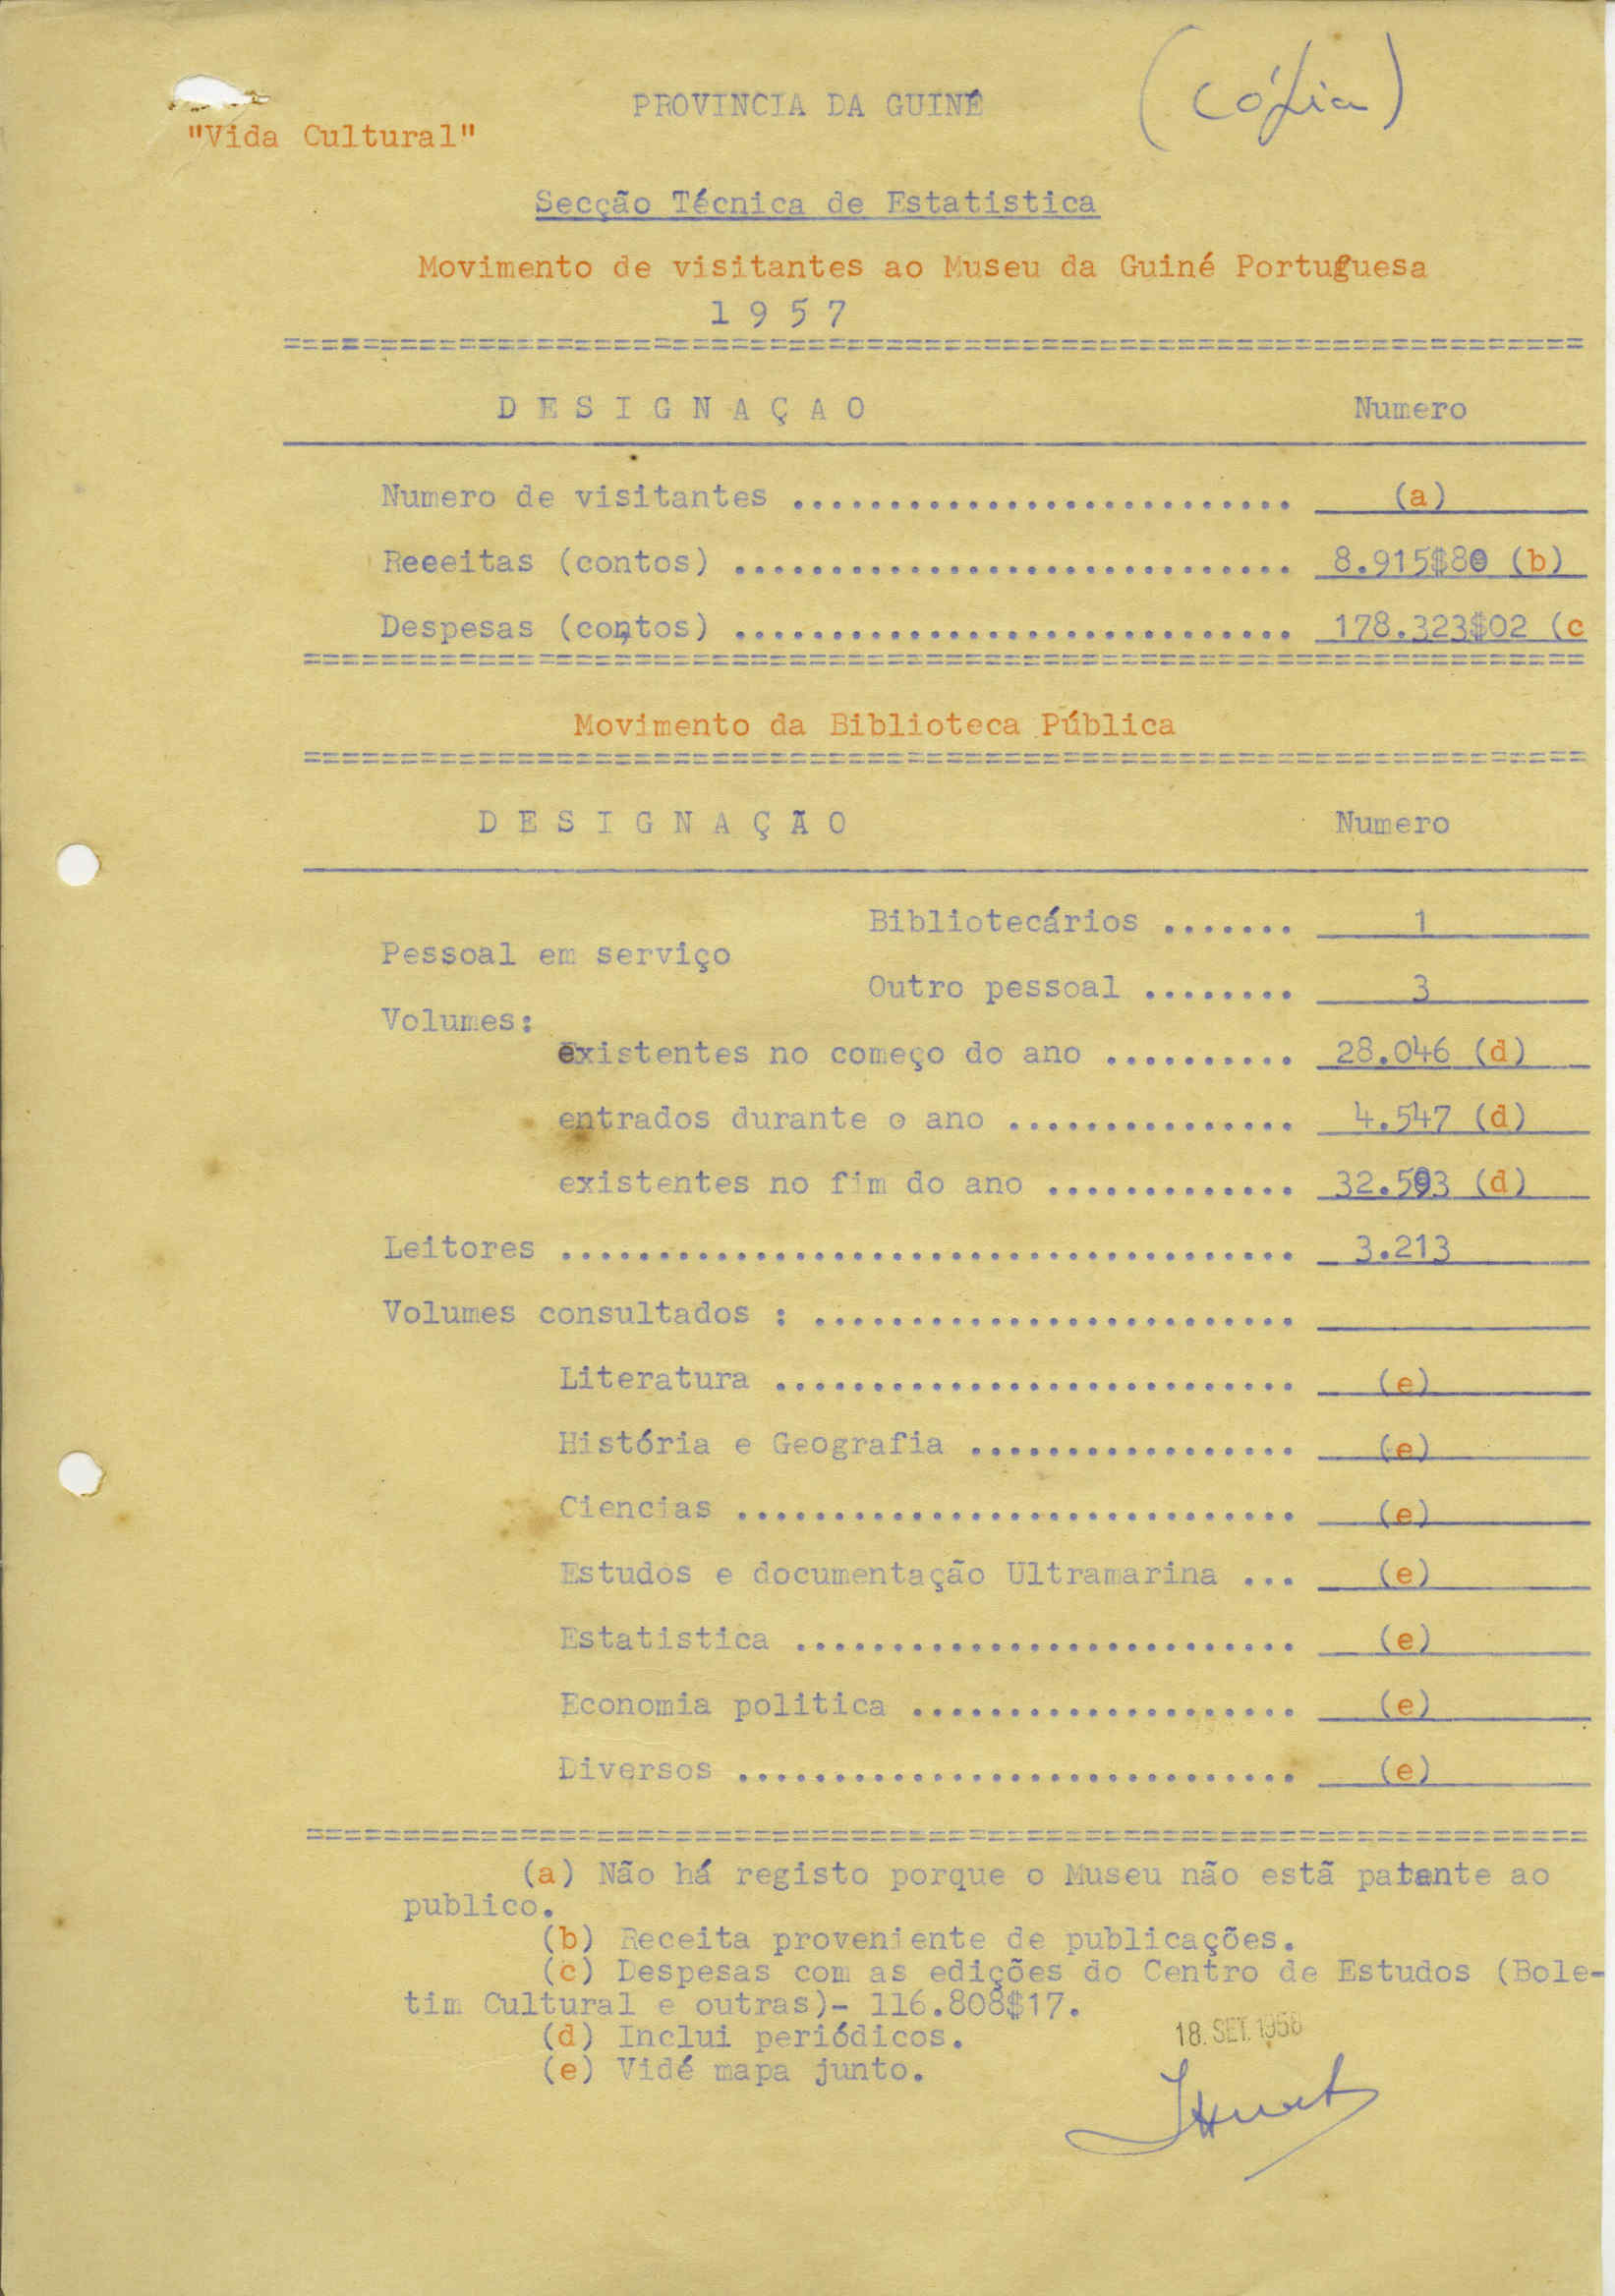 (cópia)
PROVINCIA DA GUINÉ
"Vida Cultural"
Secção Técnica de Estatistica
Movimento de visitantes ao Museu da Guiné Portuguesa
1 9 5 7
===================================================================
D E S I G N A Ç A O Numero
Numero de visitantes .......................... (a)
Reeeitas (contos) ............................. 8.915$80 (b)
Despesas (contos) ............................. 178.323$02 (c
==================================================================
Movimento da Biblioteca Pública
==================================================================
D E S I G N A Ç Ã O Numero
Bibliotecários ....... 1
Pessoal em serviço
Outro pessoal ........ 3
Volumes:
existentes no começo do ano .......... 28.046 (d)
entrados durante o ano ............... 4.547 (d)
existentes no fim do ano ............. 32.593 (d)
Leitores ...................................... 3.213
Volumes consultados : .........................
Literatura ........................... (e)
História e Geografia ................. (e)
Ciencias ............................. (e)
Estudos e documentação Ultramarina ... (e)
Estatistica .......................... (e)
Economia politica .................... (e)
Diversos ............................. (e)
==================================================================
(a) Não há registo porque o Museu não estã patente ao
publico.
(b) Receita proveniente de publicações.
(c) Despesas com as edições do Centro de Estudos (Bole-
tim Cultural e outras)- 116.808$17.
(d) Inclui periódicos.
18. SET. 1958
(e) Vidé mapa junto.